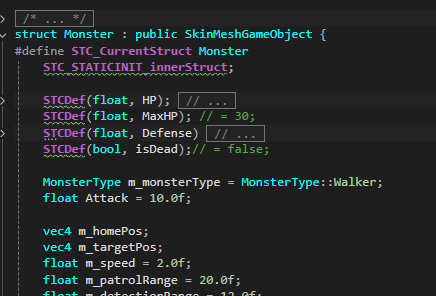 /* ... */
struct Monster : public SkinMeshGameObject {
#define STC_CurrentStruct Monster
STC_STATICINIT_innerStruct;
STCDef(float, HP); // ...
STCDef(float, MaxHP); // = 30;
STCDef(float, Defense) // ...
STCDef(bool, isDead);// = false;
MonsterType m_monsterType = MonsterType::Walker;
float Attack = 10.0f;
vec4 m_homePos;
vec4 m_targetPos;
float m_speed = 2.0f;
float m_patrolRange = 20.0f;
float m_detectionRange = 12.0f;